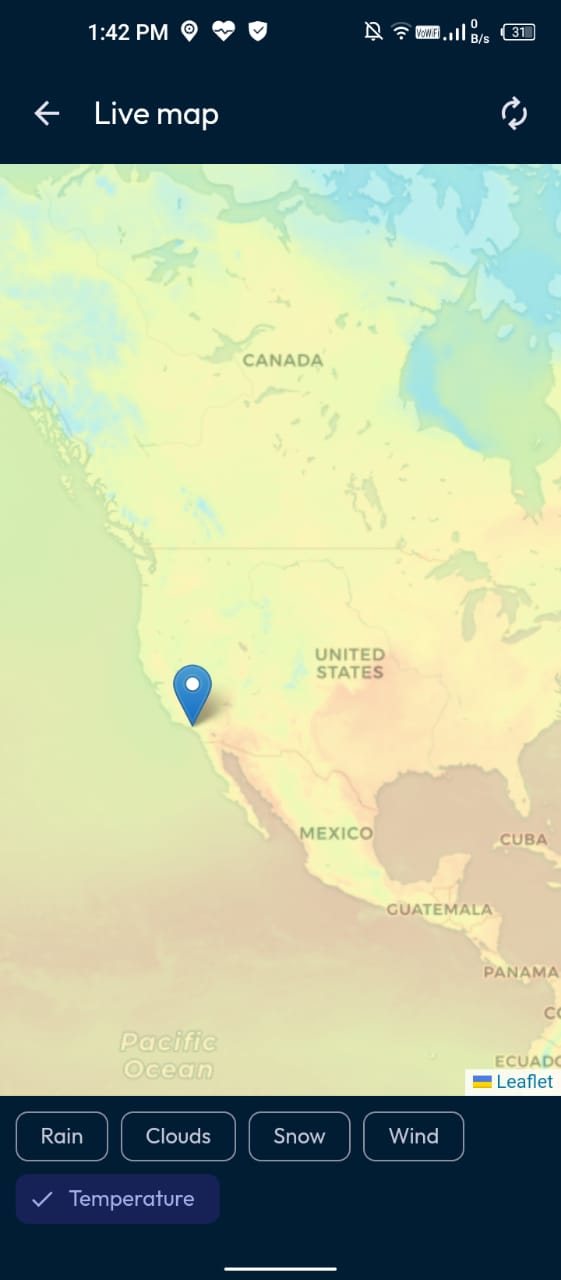 1:42 PM
VoWiFi
0
B/s
31
Live map
CANADA
UNITED
STATES
MEXICO
CUBA
GUATEMALA
PANAMA
CO
Pacific
Ocean
ECUADO
Leaflet
Rain
Clouds
Snow
Wind
Temperature